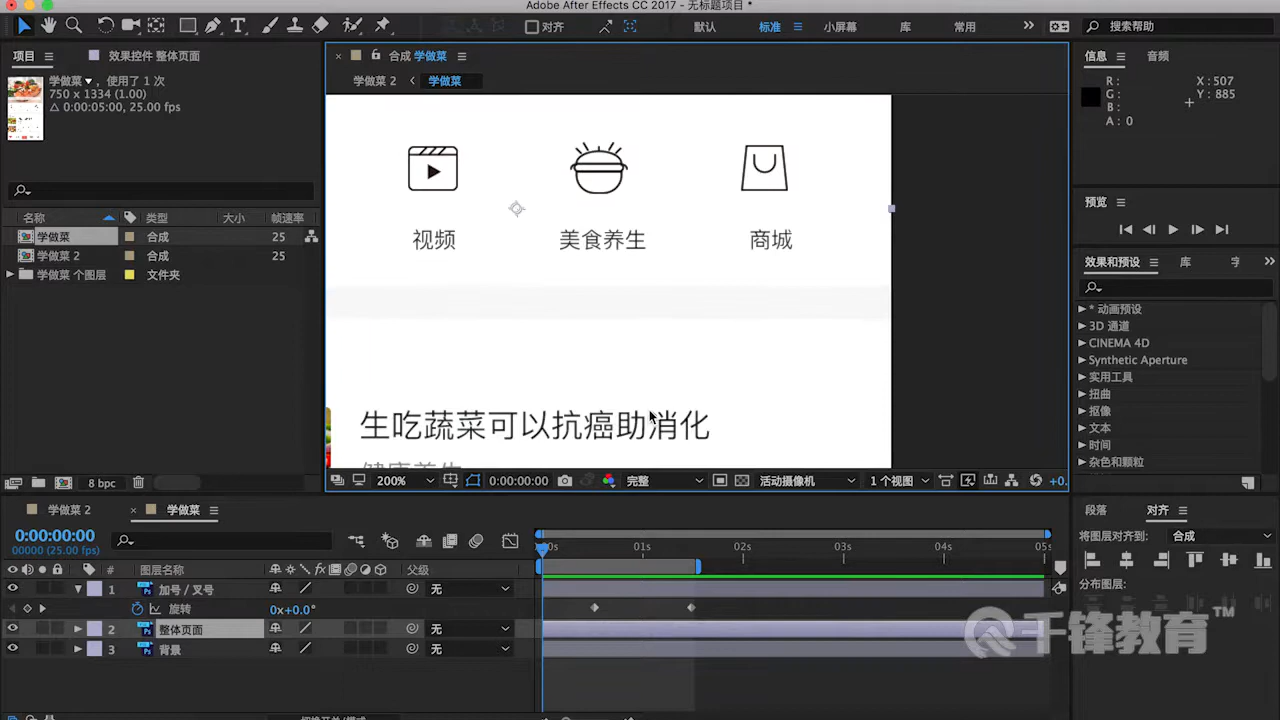 Adobe After Effects CC 2017 - 无标题项目 *
对齐 默认 标准 小屏幕 库 常用 搜索帮助
项目 效果控件 整体页面
合成 学做菜
信息 音频
学做菜 2 学做菜
学做菜 , 使用了 1 次
750 x 1334 (1.00)
Δ 0:00:05:00, 25.00 fps
R :
G :
B :
A : 0
X : 507
Y : 885
视频 美食养生 商城
预览
名称 类型 大小 帧速率
学做菜 合成 25
学做菜 2 合成 25
学做菜 个图层 文件夹
效果和预设 库 字
* 动画预设
3D 通道
CINEMA 4D
Synthetic Aperture
实用工具
扭曲
抠像
文本
时间
杂色和颗粒
生吃蔬菜可以抗癌助消化
健康养生
8 bpc
200% 0:00:00:00 完整 活动摄像机 1 个视图 +0.
学做菜 2 学做菜
段落 对齐
0:00:00:00
00000 (25.00 fps)
将图层对齐到: 合成
01s 02s 03s 04s 05s
# 图层名称 父级
分布图层:
1 加号 / 叉号 无
旋转 0x+0.0°
2 整体页面 无
3 背景 无
千锋教育™